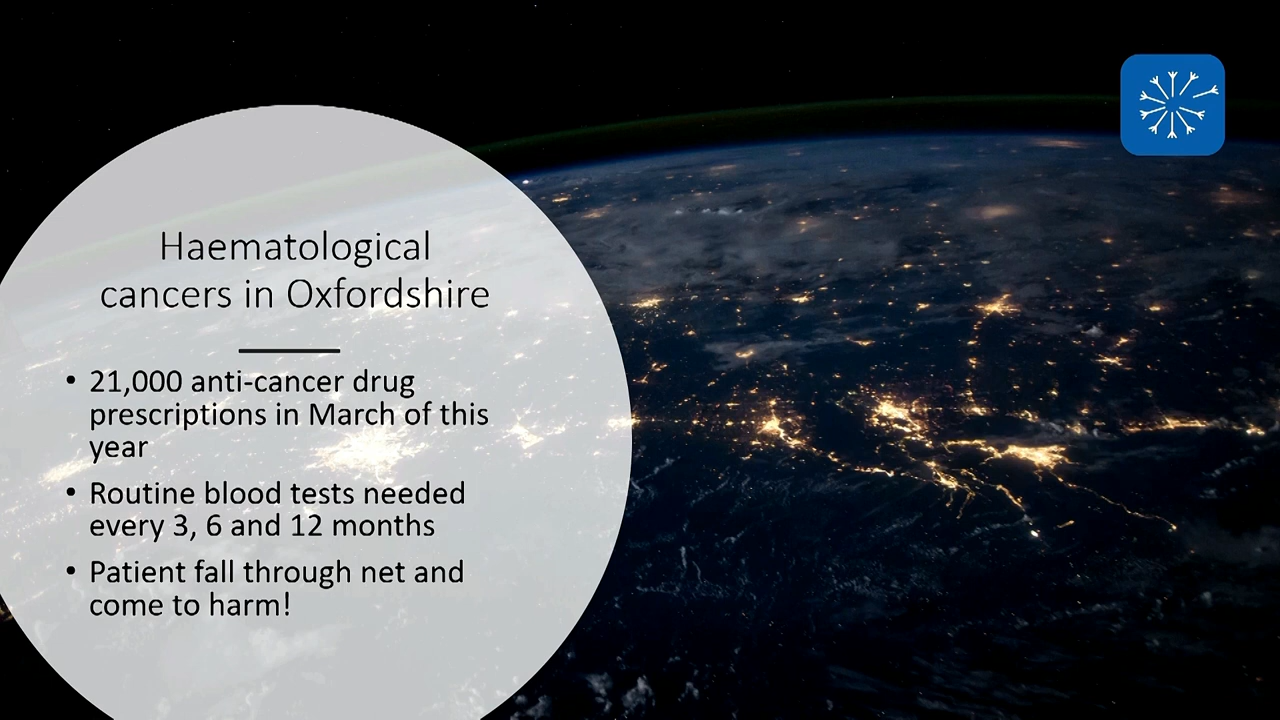 Haematological
cancers in Oxfordshire
• 21,000 anti-cancer drug
prescriptions in March of this
year
• Routine blood tests needed
every 3, 6 and 12 months
• Patient fall through net and
come to harm!